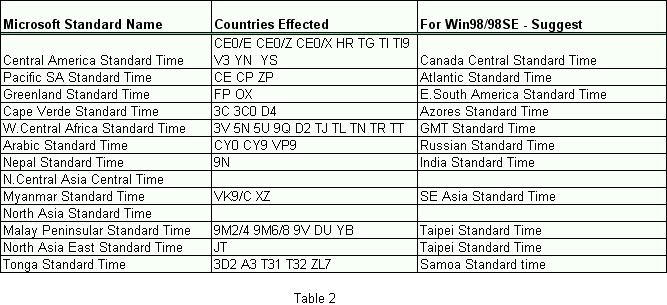 Microsoft Standard Name Countries Effected For Win98/98SE - Suggest
CE0/E CE0/Z CE0/X HR TG TI TI9
Central America Standard Time V3 YN YS Canada Central Standard Time
Pacific SA Standard Time CE CP ZP Atlantic Standard Time
Greenland Standard Time FP OX E.South America Standard Time
Cape Verde Standard Time 3C 3C0 D4 Azores Standard Time
W.Central Africa Standard Time 3V 5N 5U 9Q D2 TJ TL TN TR TT GMT Standard Time
Arabic Standard Time CY0 CY9 VP9 Russian Standard Time
Nepal Standard Time 9N India Standard Time
N.Central Asia Central Time
Myanmar Standard Time VK9/C XZ SE Asia Standard Time
North Asia Standard Time
Malay Peninsular Standard Time 9M2/4 9M6/8 9V DU YB Taipei Standard Time
North Asia East Standard Time JT Taipei Standard Time
Tonga Standard Time 3D2 A3 T31 T32 ZL7 Samoa Standard time
Table 2